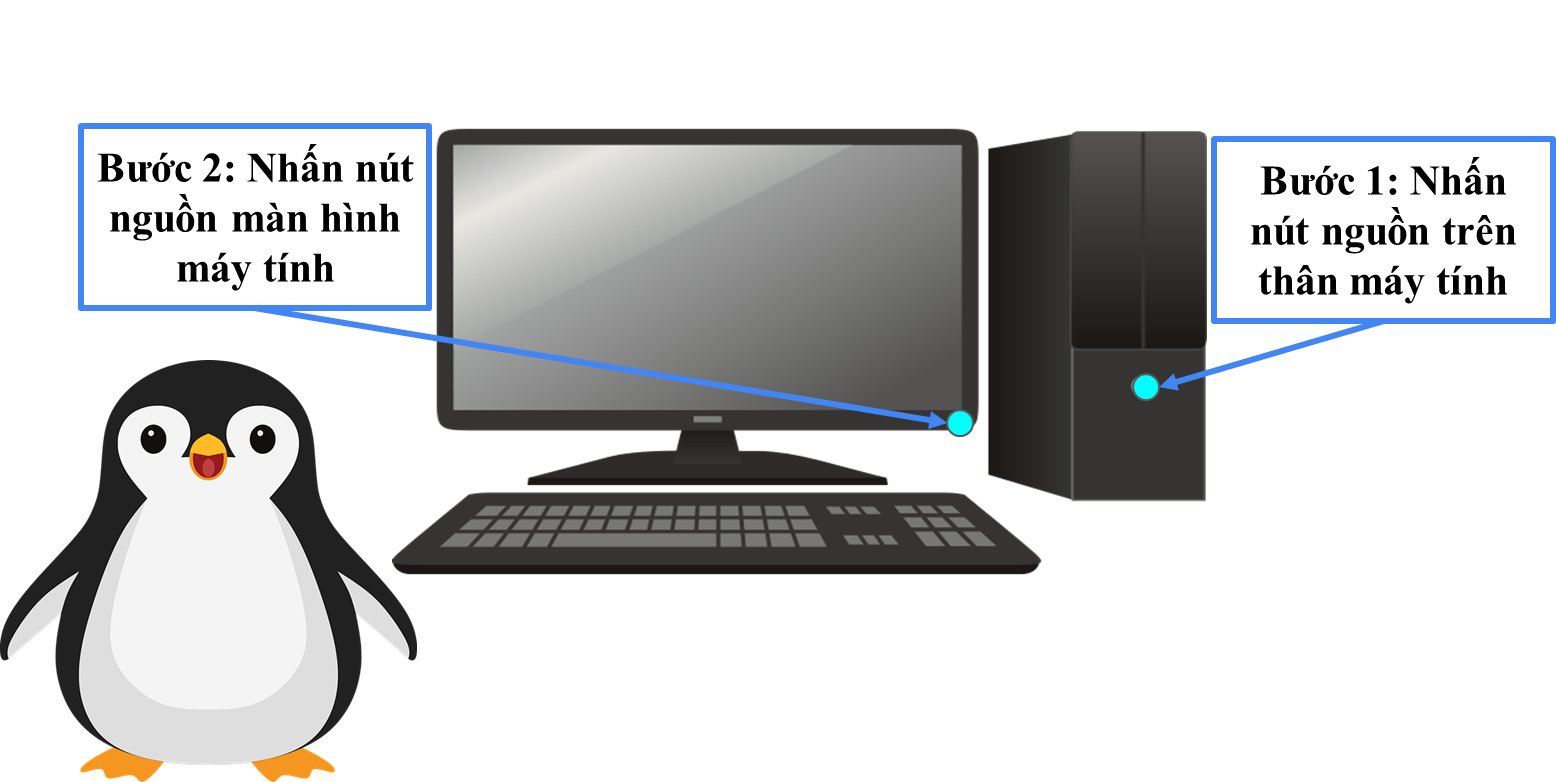 Bước 2: Nhấn nút
nguồn màn hình
máy tính
Bước 1: Nhấn
nút nguồn trên
thân máy tính